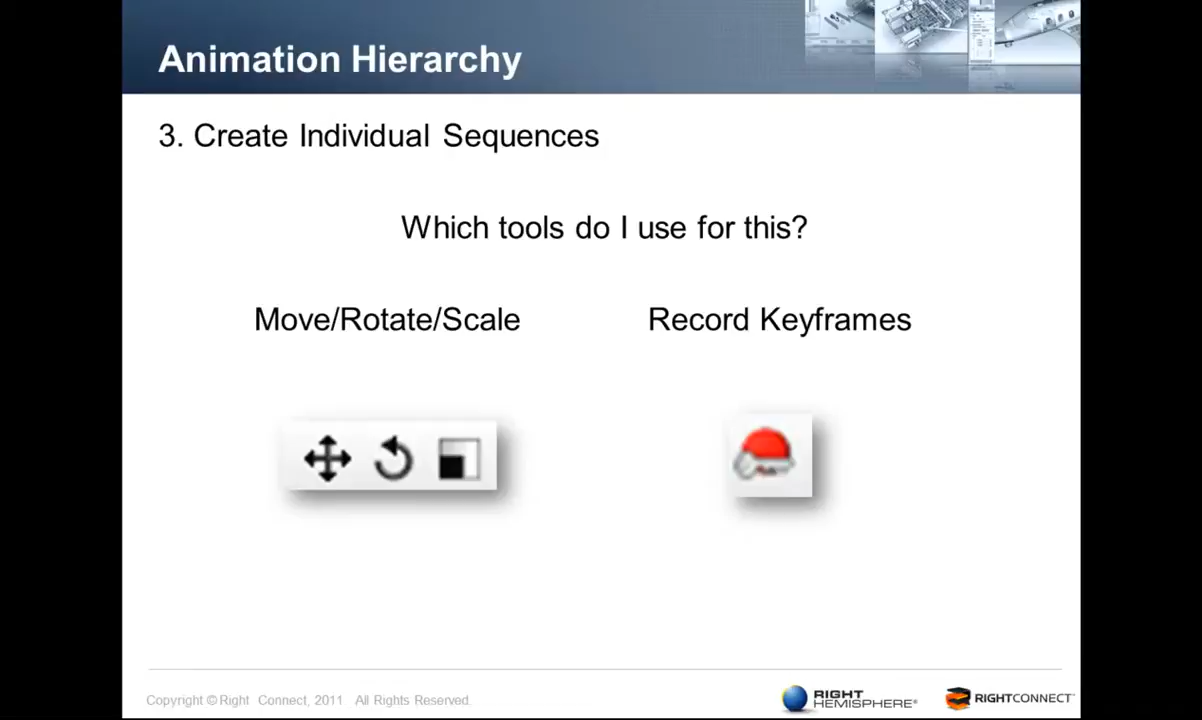 Animation Hierarchy
3. Create Individual Sequences
Which tools do I use for this?
Move/Rotate/Scale
Record Keyframes
Copyright © Right Connect, 2011. All Rights Reserved.
RIGHT
HEMISPHERE®
RIGHTCONNECT™